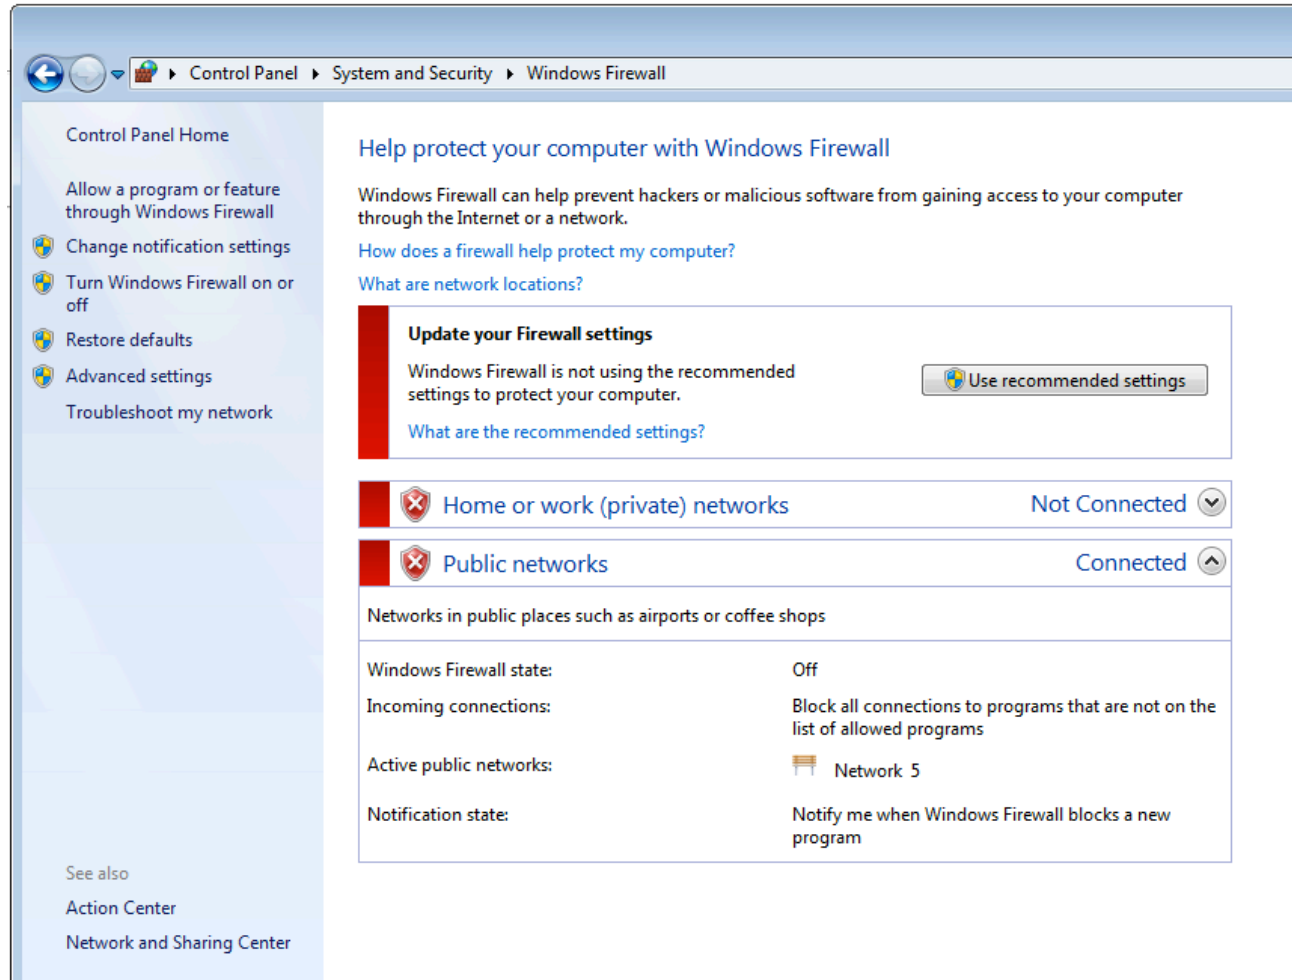 Control Panel ▸ System and Security ▸ Windows Firewall
Control Panel Home
Allow a program or feature
through Windows Firewall
Change notification settings
Turn Windows Firewall on or
off
Restore defaults
Advanced settings
Troubleshoot my network
See also
Action Center
Network and Sharing Center
Help protect your computer with Windows Firewall
Windows Firewall can help prevent hackers or malicious software from gaining access to your computer
through the Internet or a network.
How does a firewall help protect my computer?
What are network locations?
Update your Firewall settings
Windows Firewall is not using the recommended
settings to protect your computer.
Use recommended settings
What are the recommended settings?
Home or work (private) networks Not Connected
Public networks Connected
Networks in public places such as airports or coffee shops
Windows Firewall state: Off
Incoming connections: Block all connections to programs that are not on the
list of allowed programs
Active public networks: Network 5
Notification state: Notify me when Windows Firewall blocks a new
program